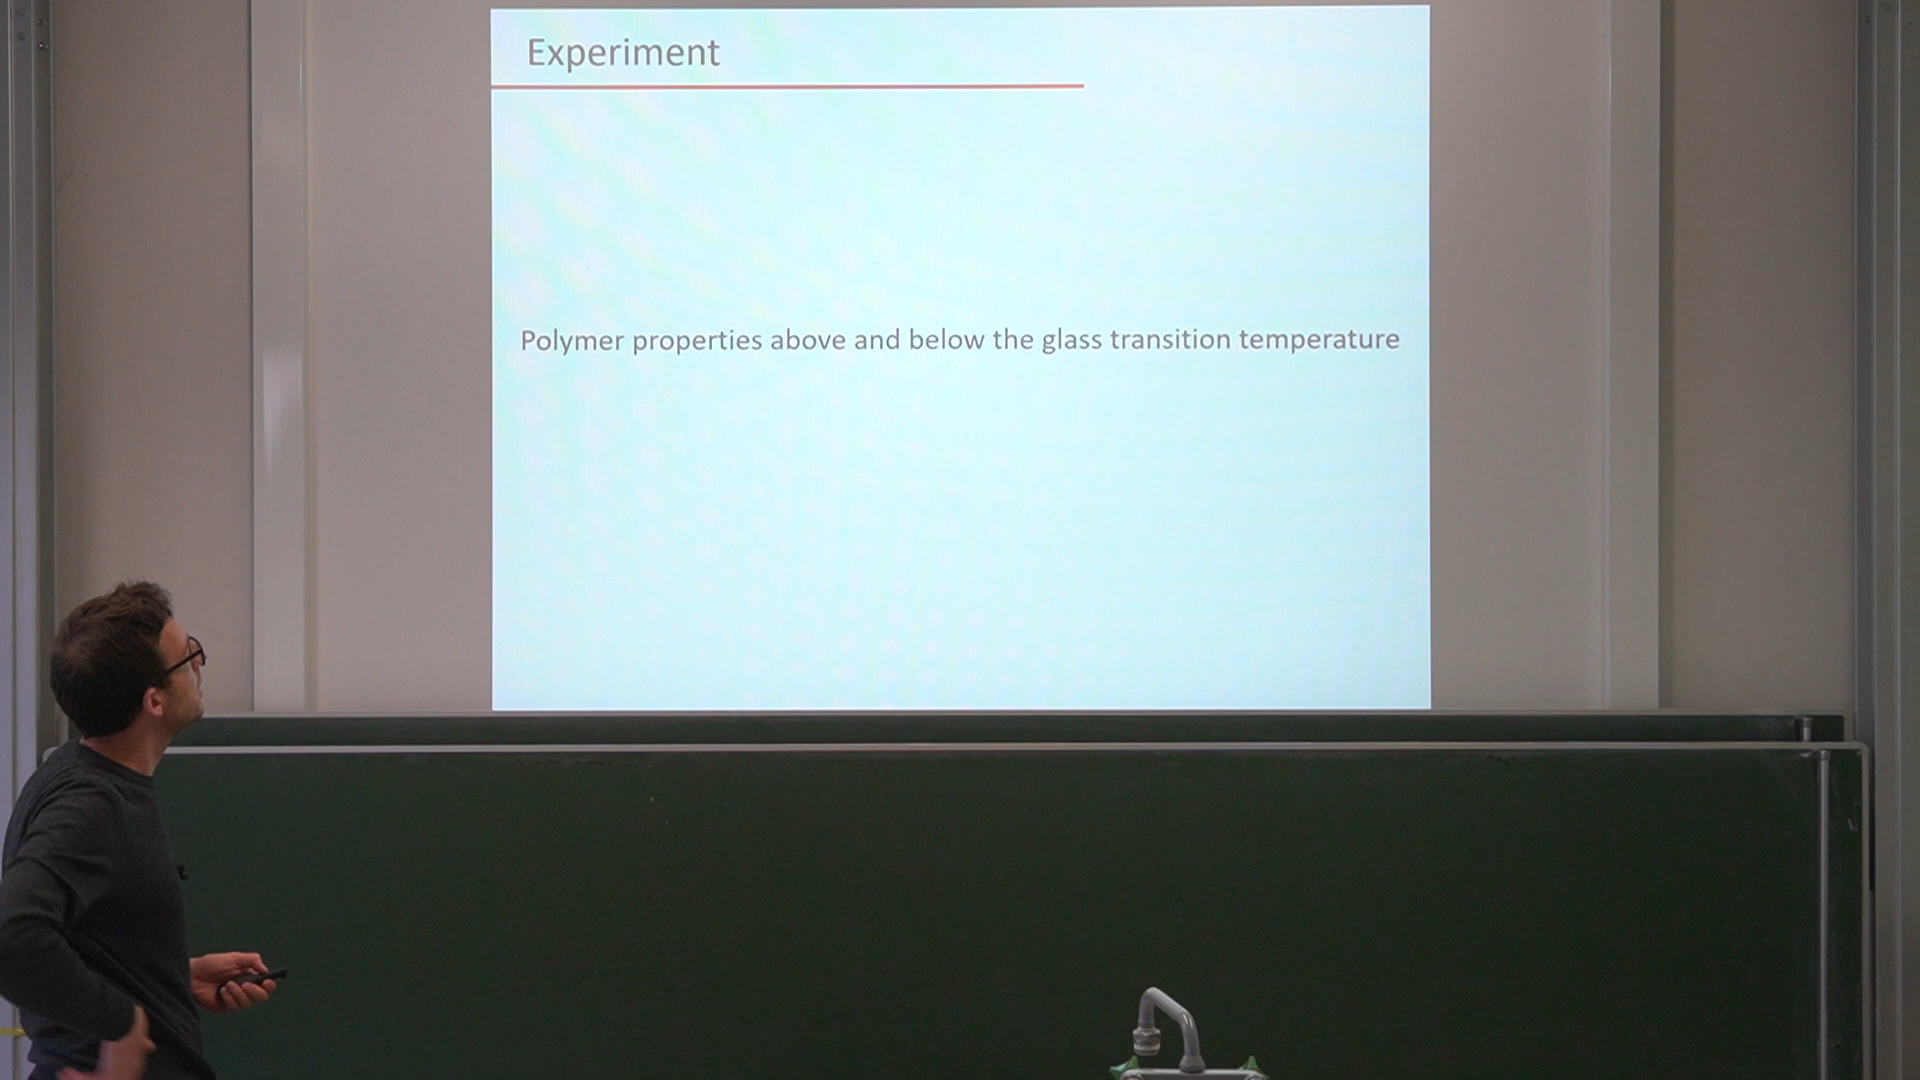 Experiment
Polymer properties above and below the glass transition temperature